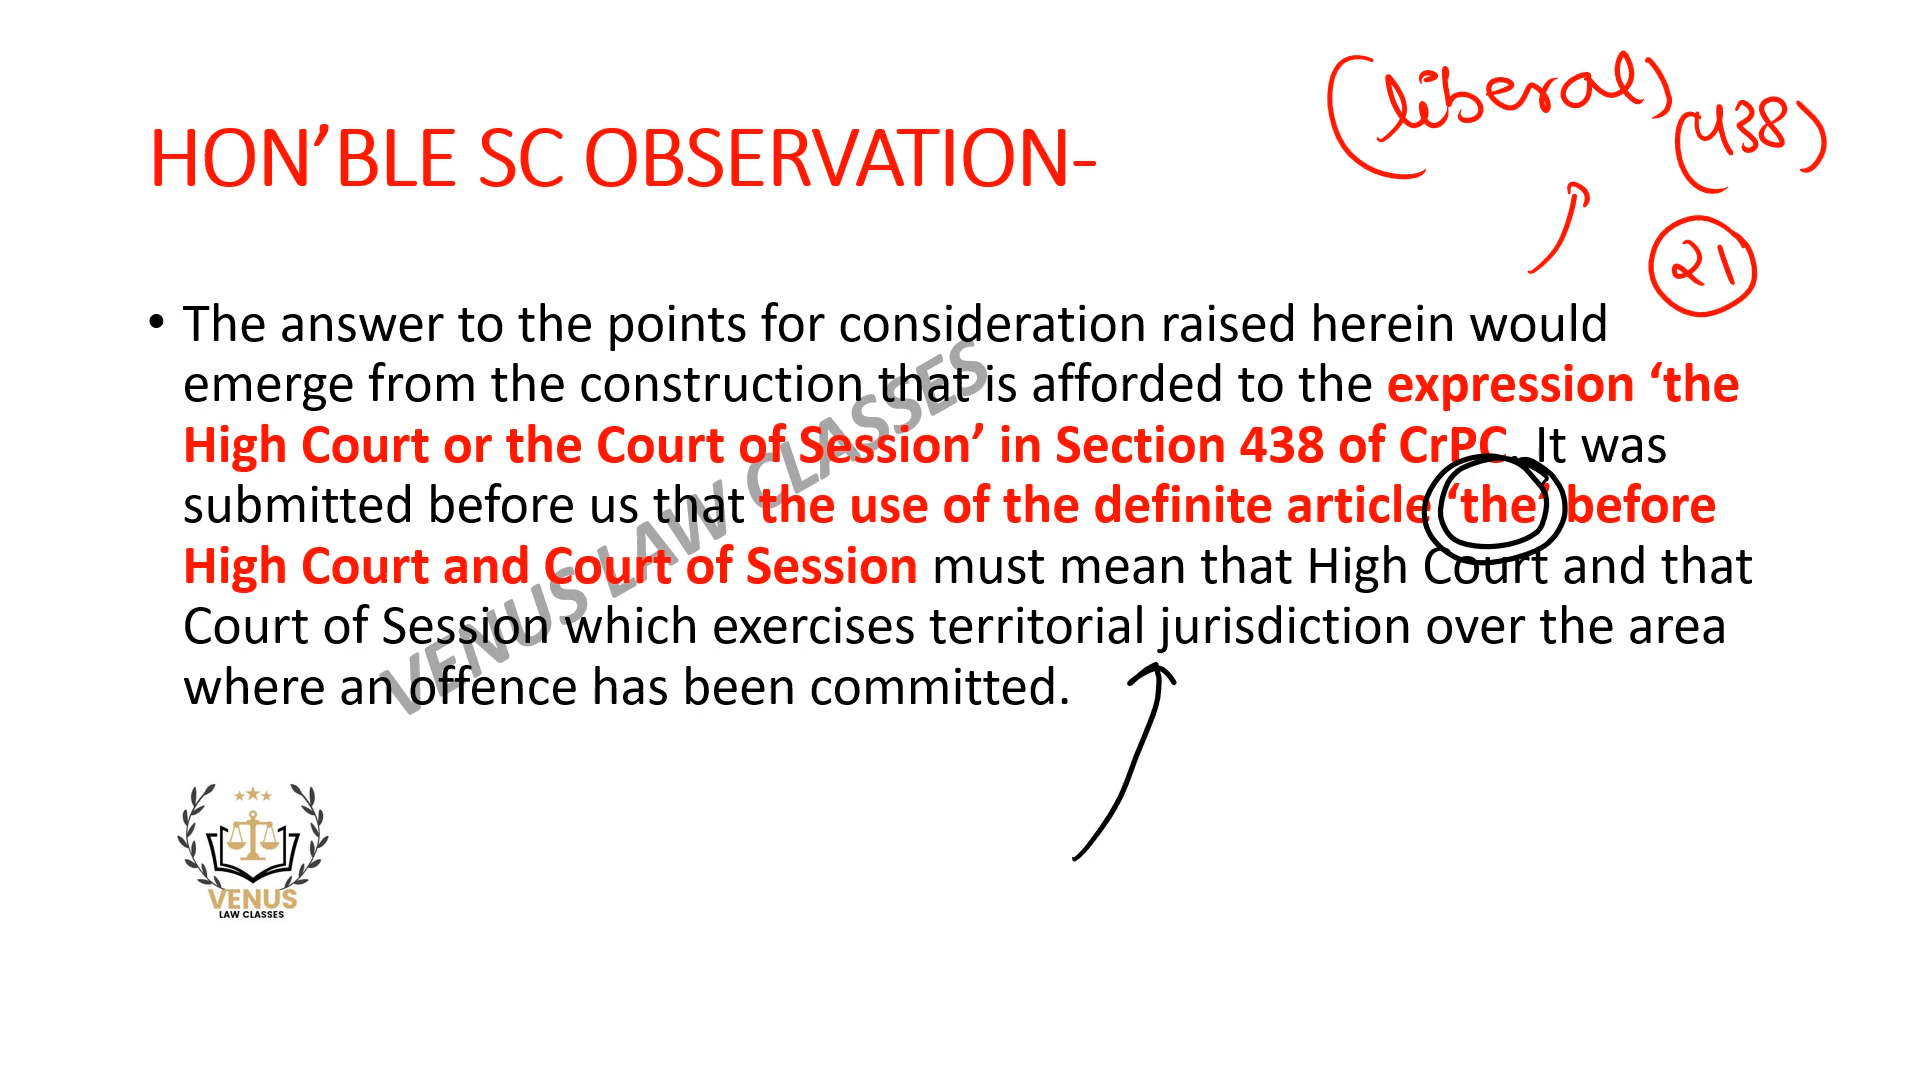 (liberal)
(438)
HON’BLE SC OBSERVATION-
21
• The answer to the points for consideration raised herein would
emerge from the construction that is afforded to the expression ‘the
High Court or the Court of Session’ in Section 438 of CrPC. It was
submitted before us that the use of the definite article ‘the’ before
High Court and Court of Session must mean that High Court and that
Court of Session which exercises territorial jurisdiction over the area
where an offence has been committed.
VENUS LAW CLASSES
VENUS
LAW CLASSES